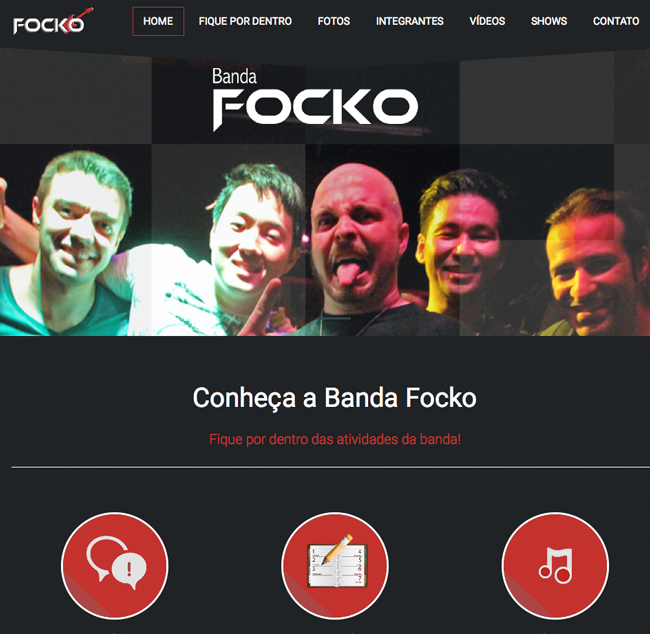 FOCKO
HOME FIQUE POR DENTRO FOTOS INTEGRANTES VÍDEOS SHOWS CONTATO
Banda
FOCKO
Conheça a Banda Focko
Fique por dentro das atividades da banda!